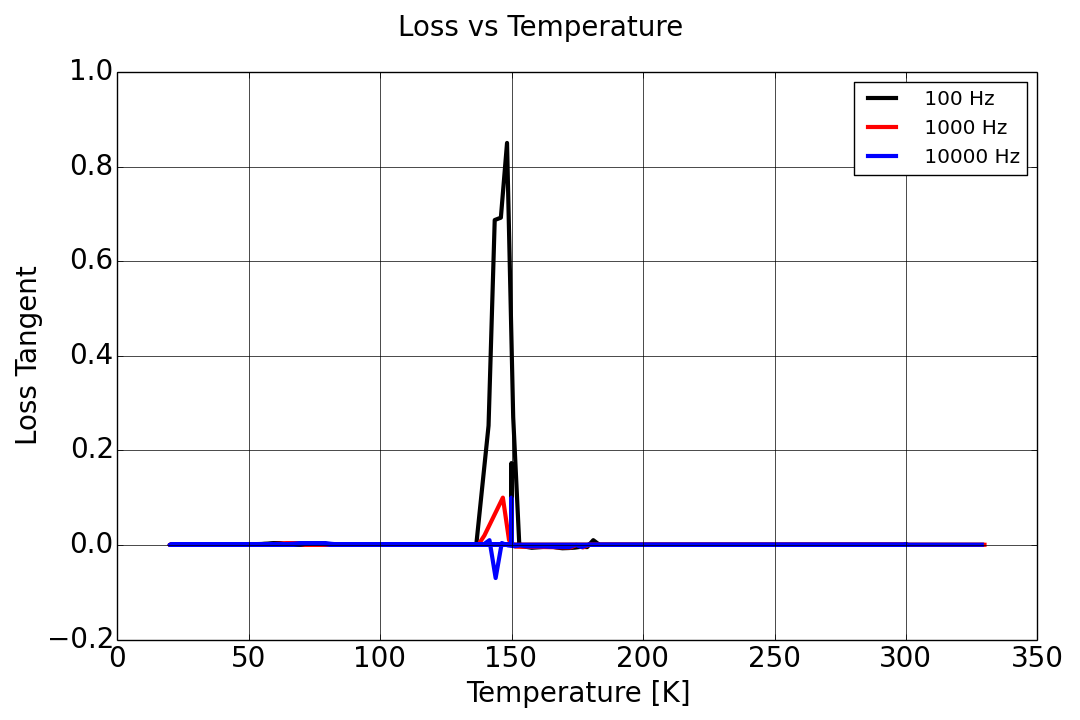 Loss vs Temperature
1.0
0.8
0.6
0.4
0.2
0.0
−0.2
Loss Tangent
100 Hz
1000 Hz
10000 Hz
0 50 100 150 200 250 300 350
Temperature [K]